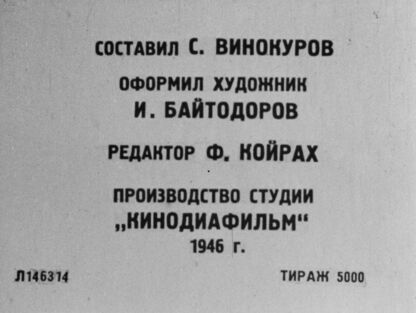 СОСТАВИЛ С. ВИНОКУРОВ
ОФОРМИЛ ХУДОЖНИК
И. БАЙТОДОРОВ
РЕДАКТОР Ф. КОЙРАХ
ПРОИЗВОДСТВО СТУДИИ
„КИНОДИАФИЛЬМ“
1946 г.
Л146314 ТИРАЖ 5000